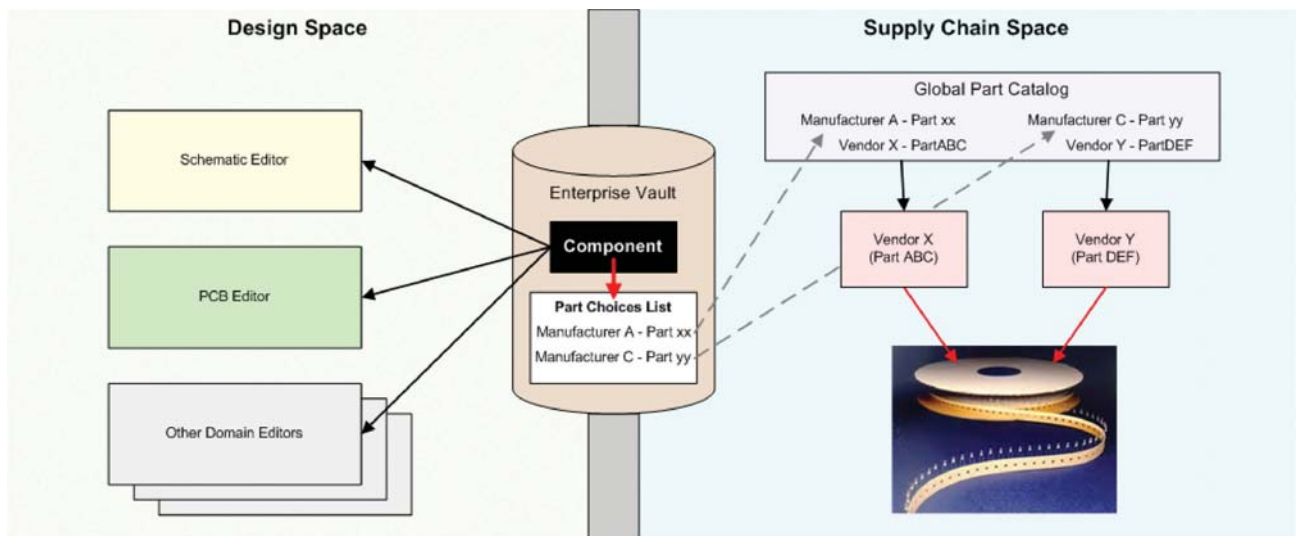 Design Space
Schematic Editor
PCB Editor
Other Domain Editors
Enterprise Vault
Component
Part Choices List
Manufacturer A - Part xx
Manufacturer C - Part yy
Supply Chain Space
Global Part Catalog
Manufacturer A - Part xx
Vendor X - PartABC
Manufacturer C - Part yy
Vendor Y - PartDEF
Vendor X
(Part ABC)
Vendor Y
(Part DEF)